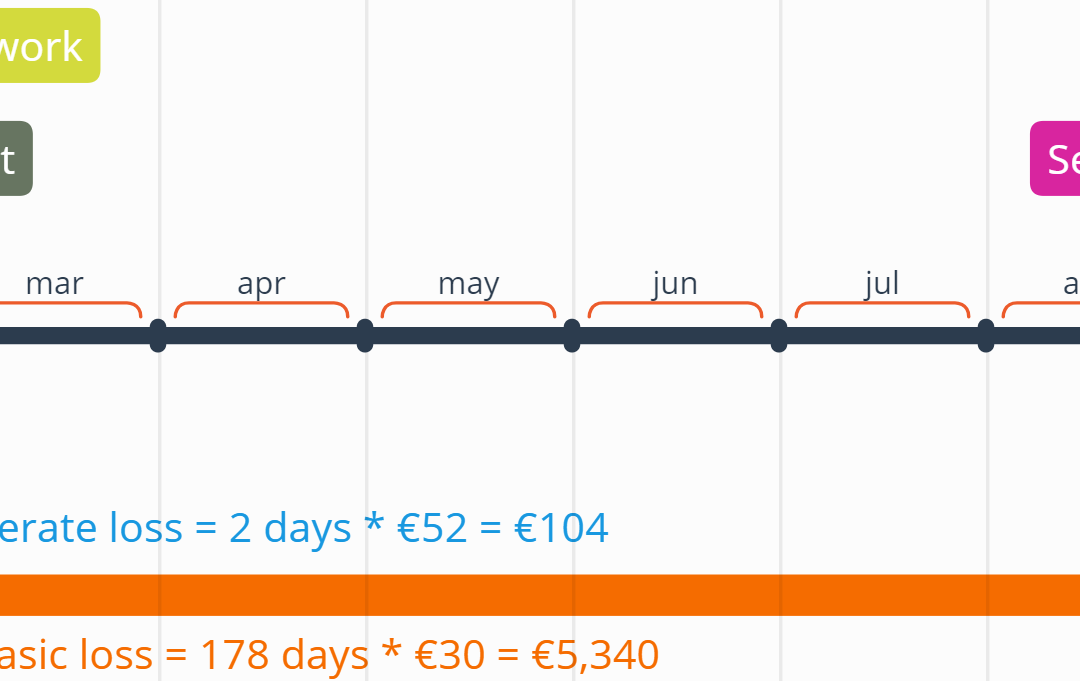 work
t
Se
mar apr may jun jul a
erate loss = 2 days * €52 = €104
asic loss = 178 days * €30 = €5,340